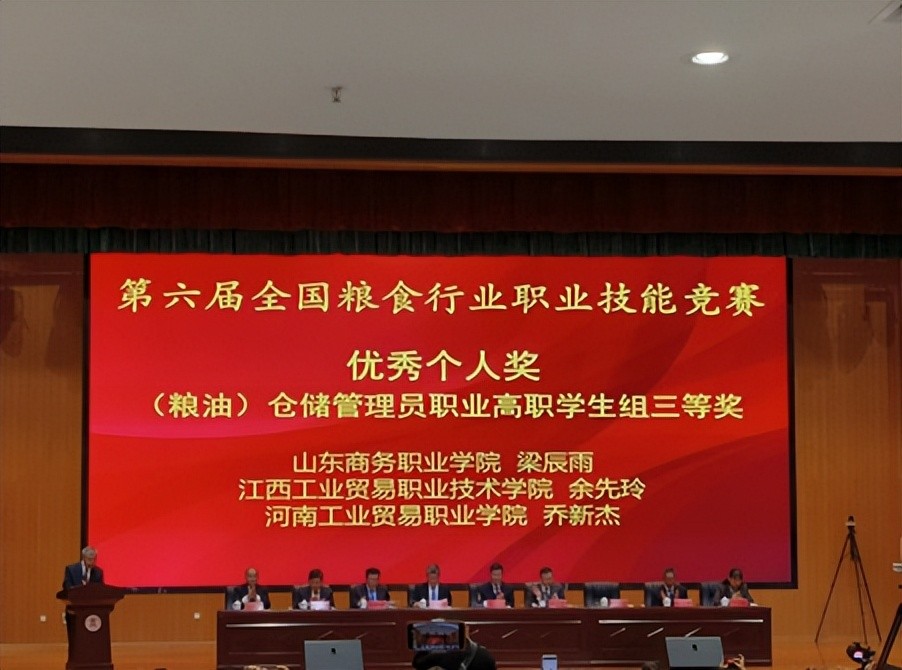 第六届全国粮食行业职业技能竞赛
优秀个人奖
（粮油）仓储管理员职业高职学生组三等奖
山东商务职业学院 梁辰雨
江西工业贸易职业技术学院 余先玲
河南工业贸易职业学院 乔新杰